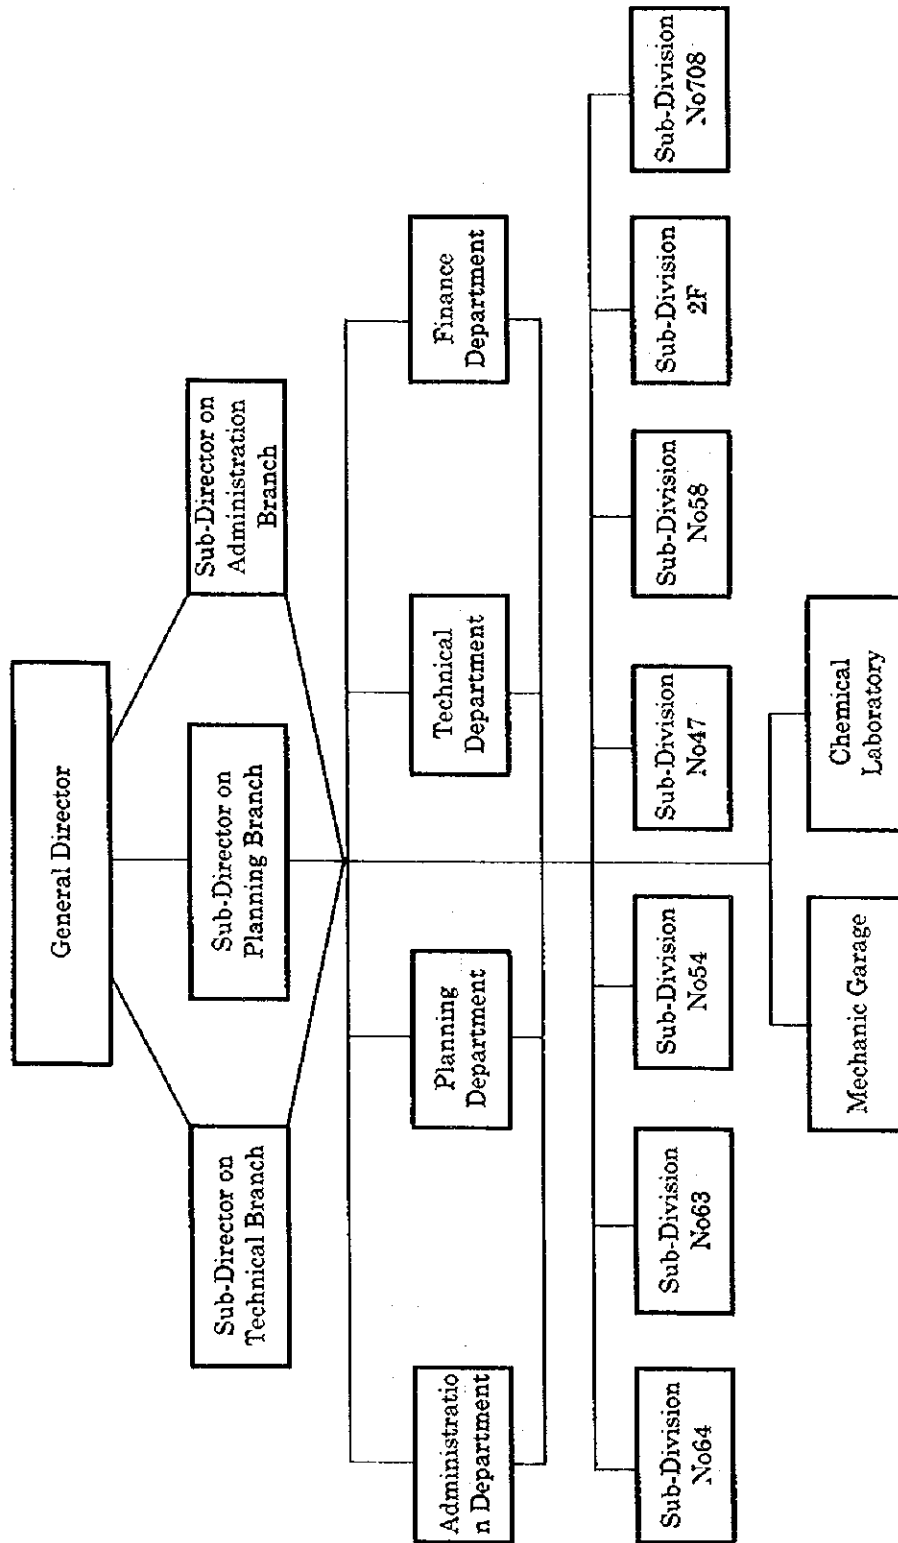 General Director
Sub-Director on
Technical Branch
Sub-Director on
Planning Branch
Sub-Director on
Administration
Branch
Administratio
n Department
Planning
Department
Technical
Department
Finance
Department
Sub-Division
No64
Sub-Division
No63
Sub-Division
No54
Sub-Division
No47
Sub-Division
No58
Sub-Division
2F
Sub-Division
No708
Mechanic Garage
Chemical
Laboratory